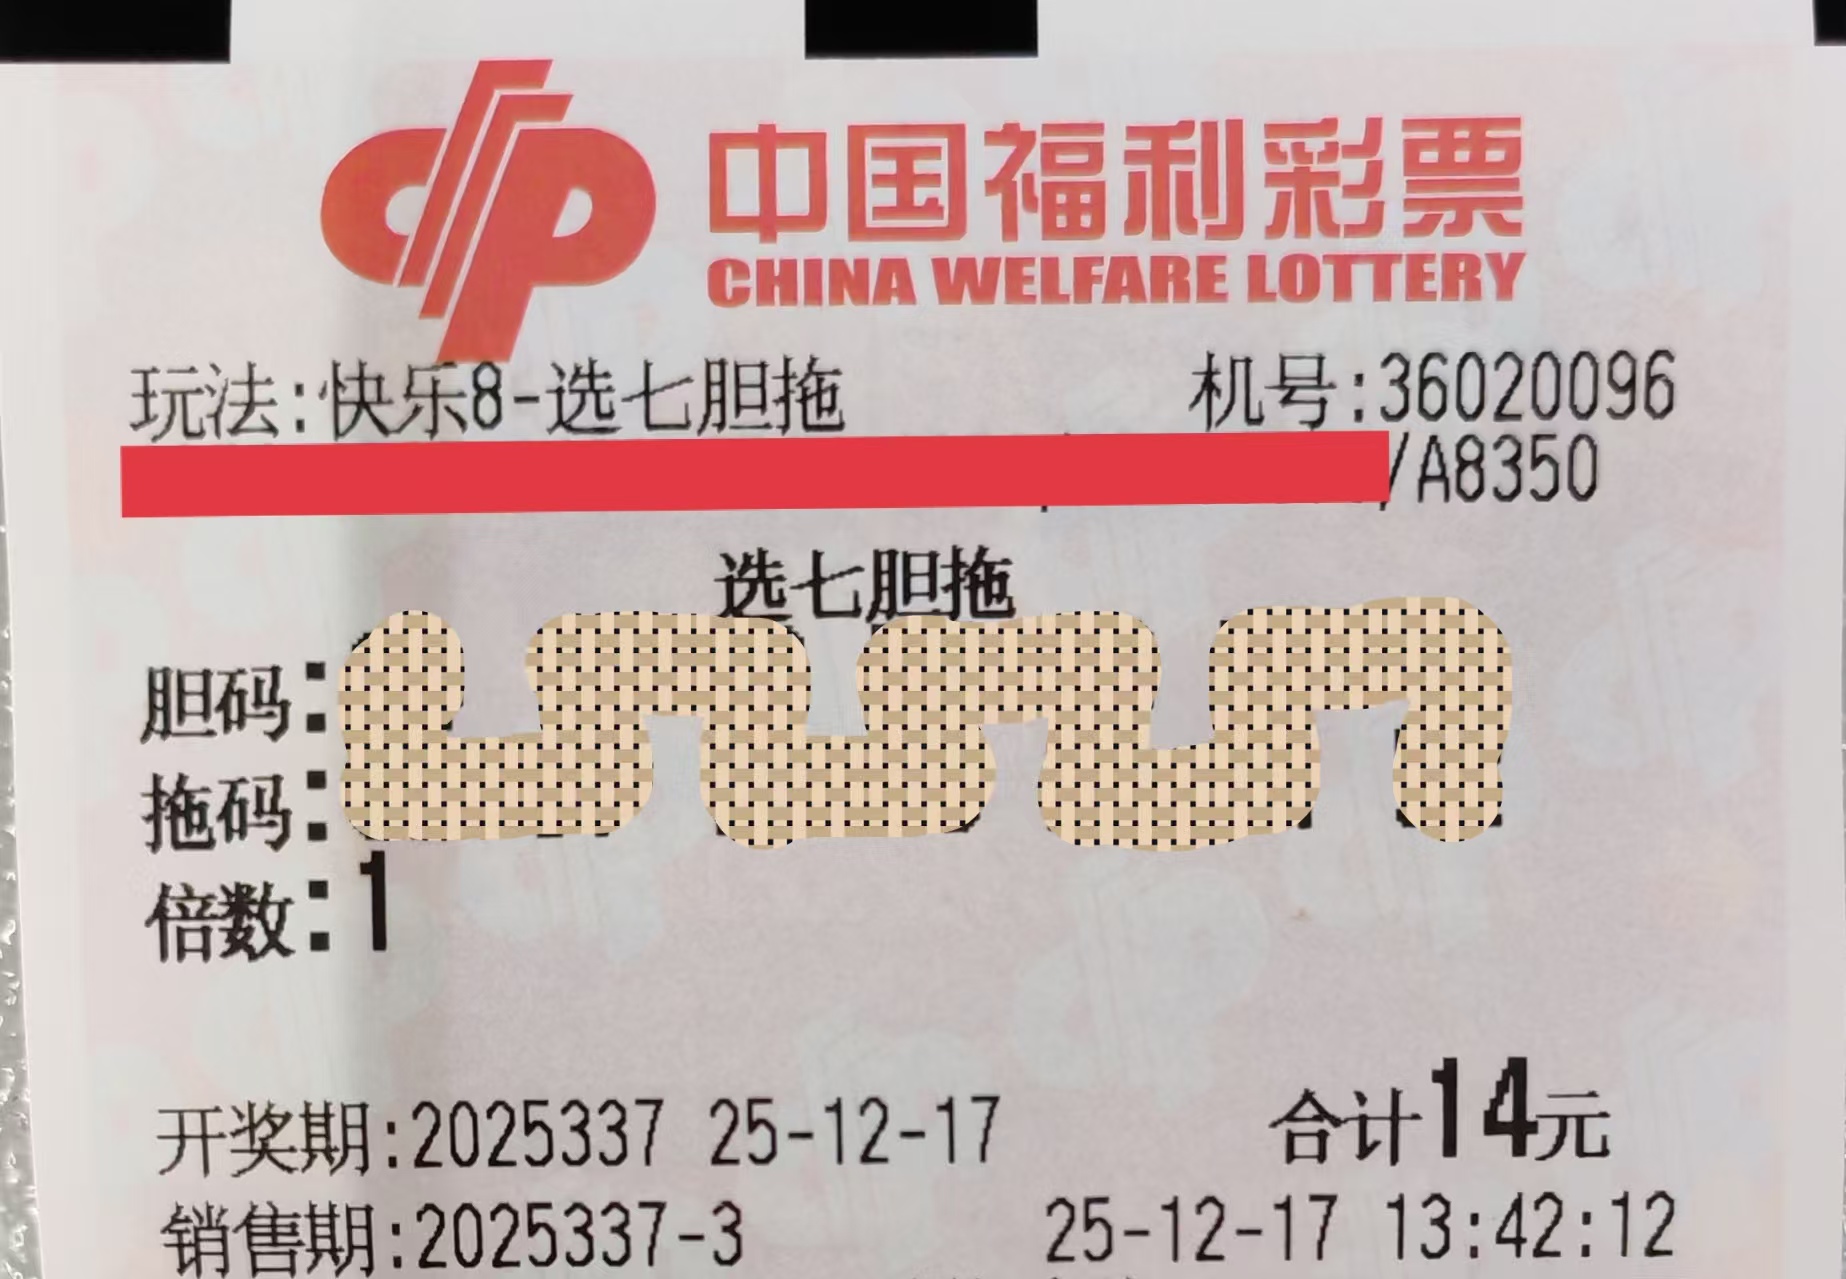 中国福利彩票
CHINA WELFARE LOTTERY
玩法:快乐8-选七胆拖 机号:36020096
/A8350
选七胆拖
胆码:
拖码:
倍数:1
开奖期:2025337 25-12-17 合计14元
销售期:2025337-3 25-12-17 13:42:12